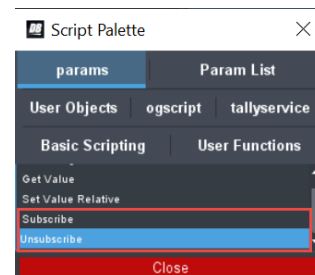 DB Script Palette
params Param List
User Objects ogscript tallyservice
Basic Scripting User Functions
Get Value
Set Value Relative
Subscribe
Unsubscribe
Close